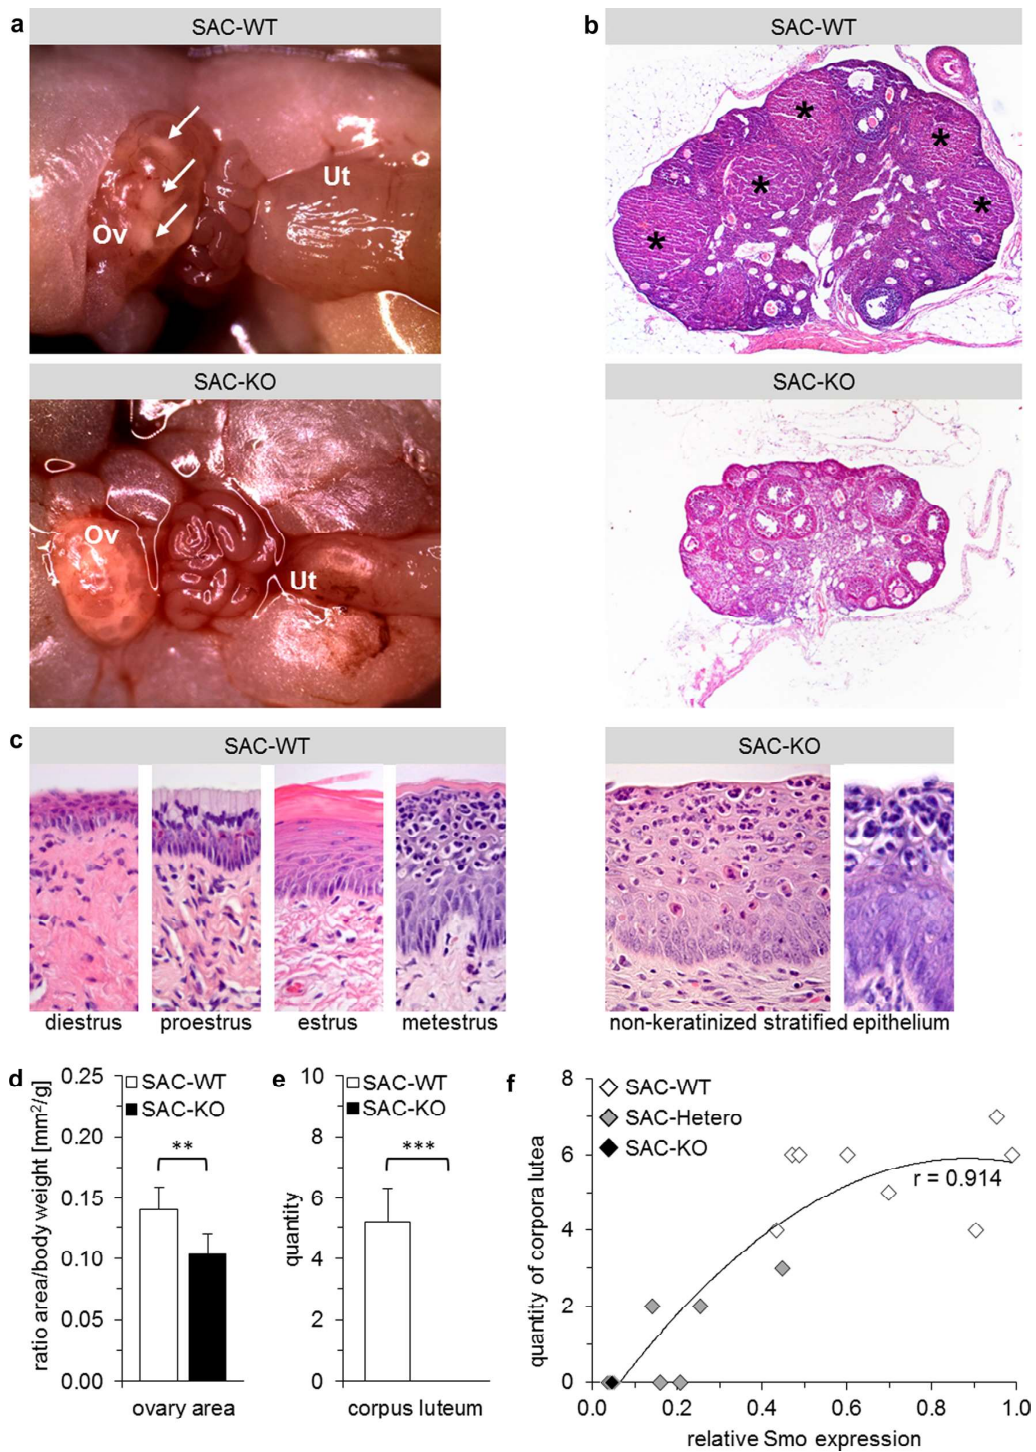 a
SAC-WT
Ov
Ut
SAC-KO
Ov
Ut
b
SAC-WT
*
*
*
*
*
SAC-KO
c
SAC-WT
SAC-KO
diestrus
proestrus
estrus
metestrus
non-keratinized stratified epithelium
d
SAC-WT
SAC-KO
**
ratio area/body weight [mm²/g]
0.25
0.20
0.15
0.10
0.05
0.00
ovary area
e
SAC-WT
SAC-KO
***
quantity
10
8
6
4
2
0
corpus luteum
f
SAC-WT
SAC-Hetero
SAC-KO
r = 0.914
quantity of corpora lutea
8
6
4
2
0
0.0
0.2
0.4
0.6
0.8
1.0
relative Smo expression